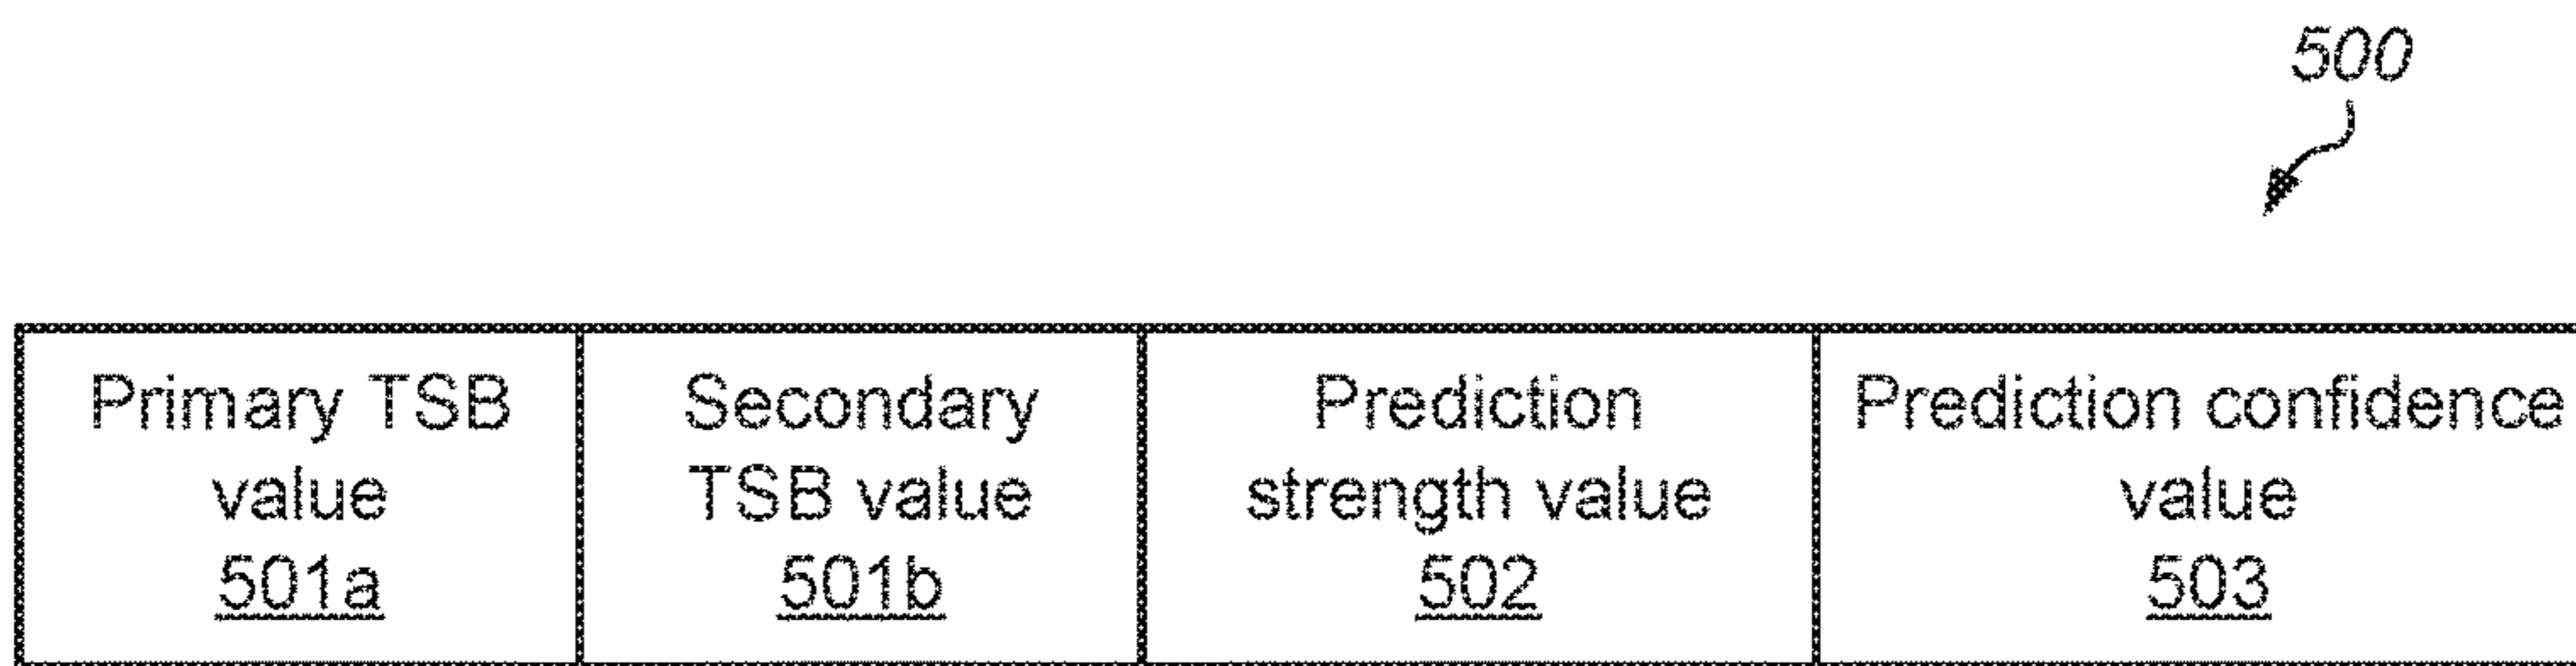 500
Primary TSB
value
501a
Secondary
TSB value
501b
Prediction
strength value
502
Prediction confidence
value
503